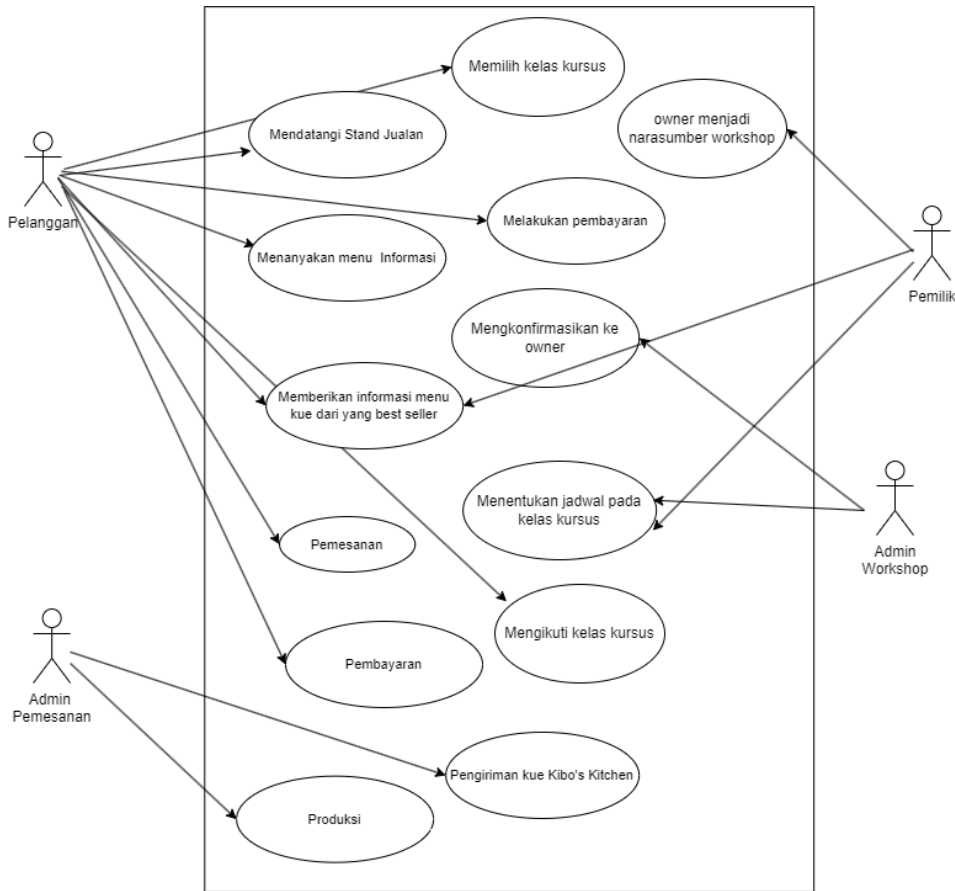 Memilih kelas kursus
Mendatangi Stand Jualan
owner menjadi
narasumber workshop
Pelanggan
Melakukan pembayaran
Menanyakan menu Informasi
Pemilik
Mengkonfirmasikan ke
owner
Memberikan informasi menu
kue dari yang best seller
Menentukan jadwal pada
kelas kursus
Admin
Workshop
Pemesanan
Mengikuti kelas kursus
Pembayaran
Admin
Pemesanan
Pengiriman kue Kibo's Kitchen
Produksi